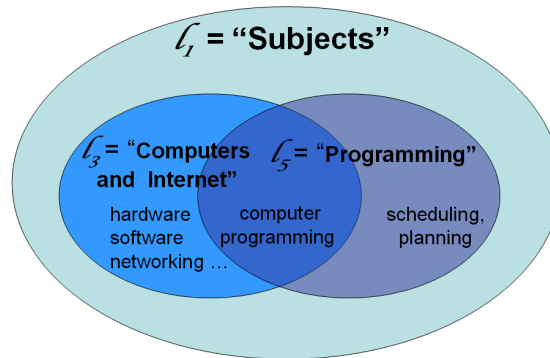 l1 = “Subjects”
l3 = “Computers and Internet”
l5 = “Programming”
hardware
software
networking ...
computer
programming
scheduling,
planning